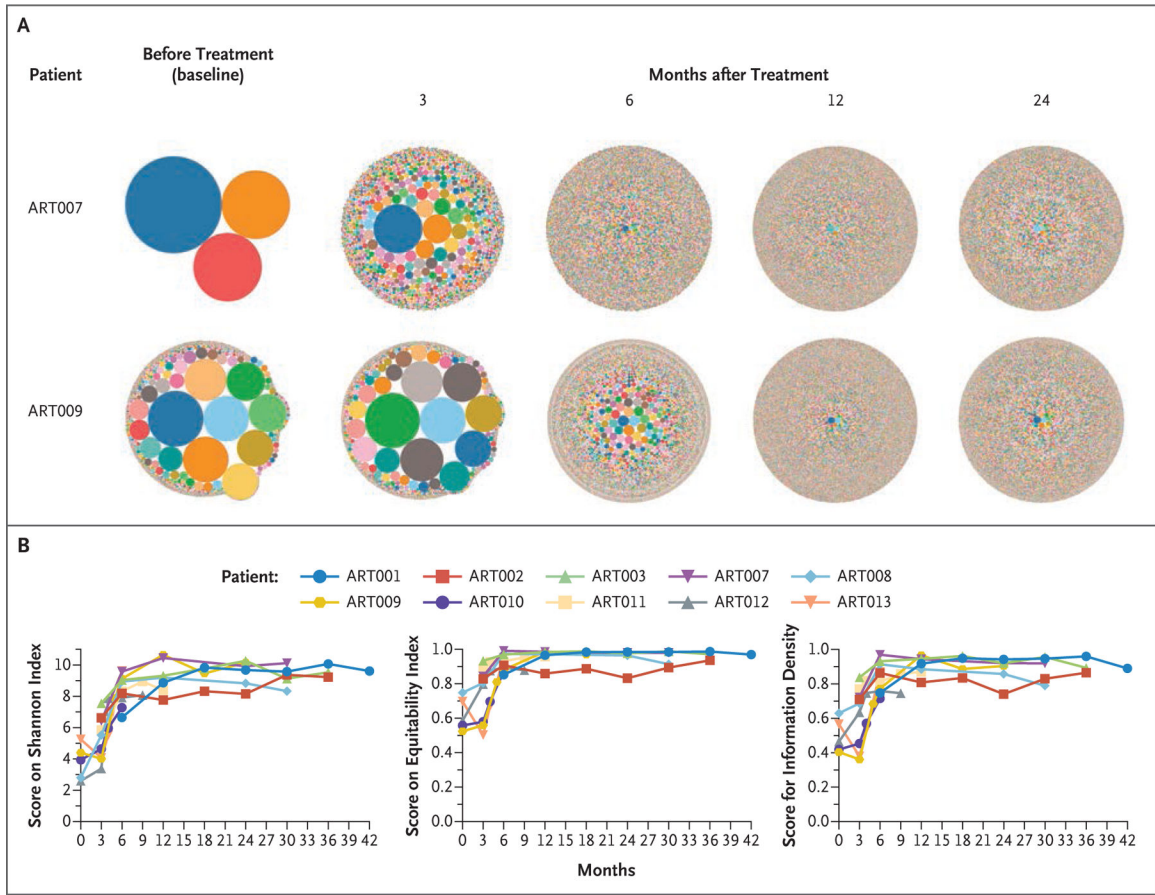 A
Patient
Before Treatment
(baseline)
Months after Treatment
3 6 12 24
ART007
ART009
B
Patient: ART001 ART002 ART003 ART007 ART008
ART009 ART010 ART011 ART012 ART013
Score on Shannon Index
10
8
6
4
2
0
0 3 6 9 12 15 18 21 24 27 30 33 36 39 42
Score on Equitability Index
1.0
0.8
0.6
0.4
0.2
0.0
0 3 6 9 12 15 18 21 24 27 30 33 36 39 42
Score for Information Density
1.0
0.8
0.6
0.4
0.2
0.0
0 3 6 9 12 15 18 21 24 27 30 33 36 39 42
Months